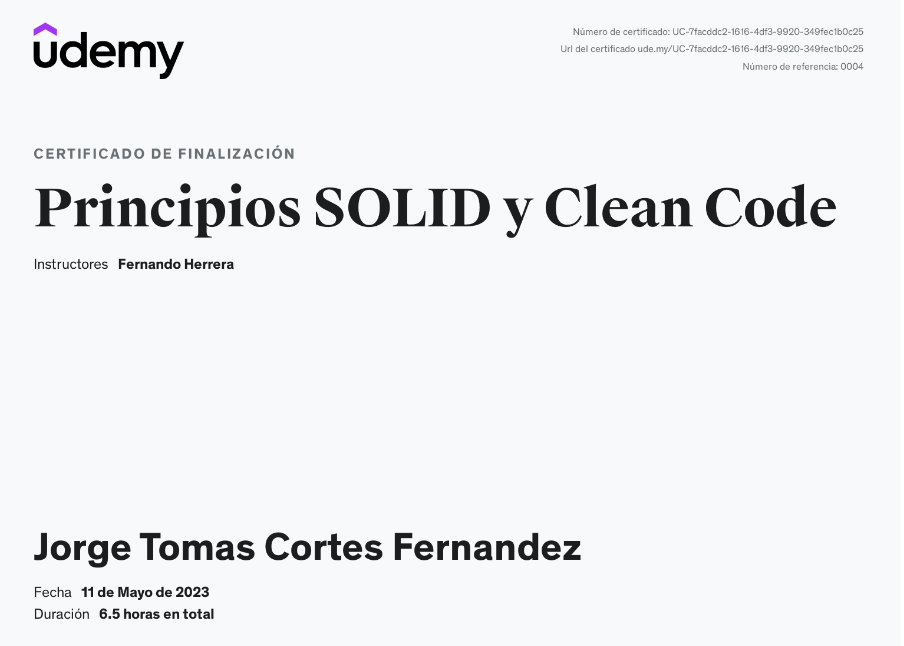 udemy
Número de certificado: UC-7facddc2-1616-4df3-9920-349fec1b0c25
Url del certificado ude.my/UC-7facddc2-1616-4df3-9920-349fec1b0c25
Número de referencia: 0004
CERTIFICADO DE FINALIZACIÓN
Principios SOLID y Clean Code
Instructores Fernando Herrera
Jorge Tomas Cortes Fernandez
Fecha 11 de Mayo de 2023
Duración 6.5 horas en total